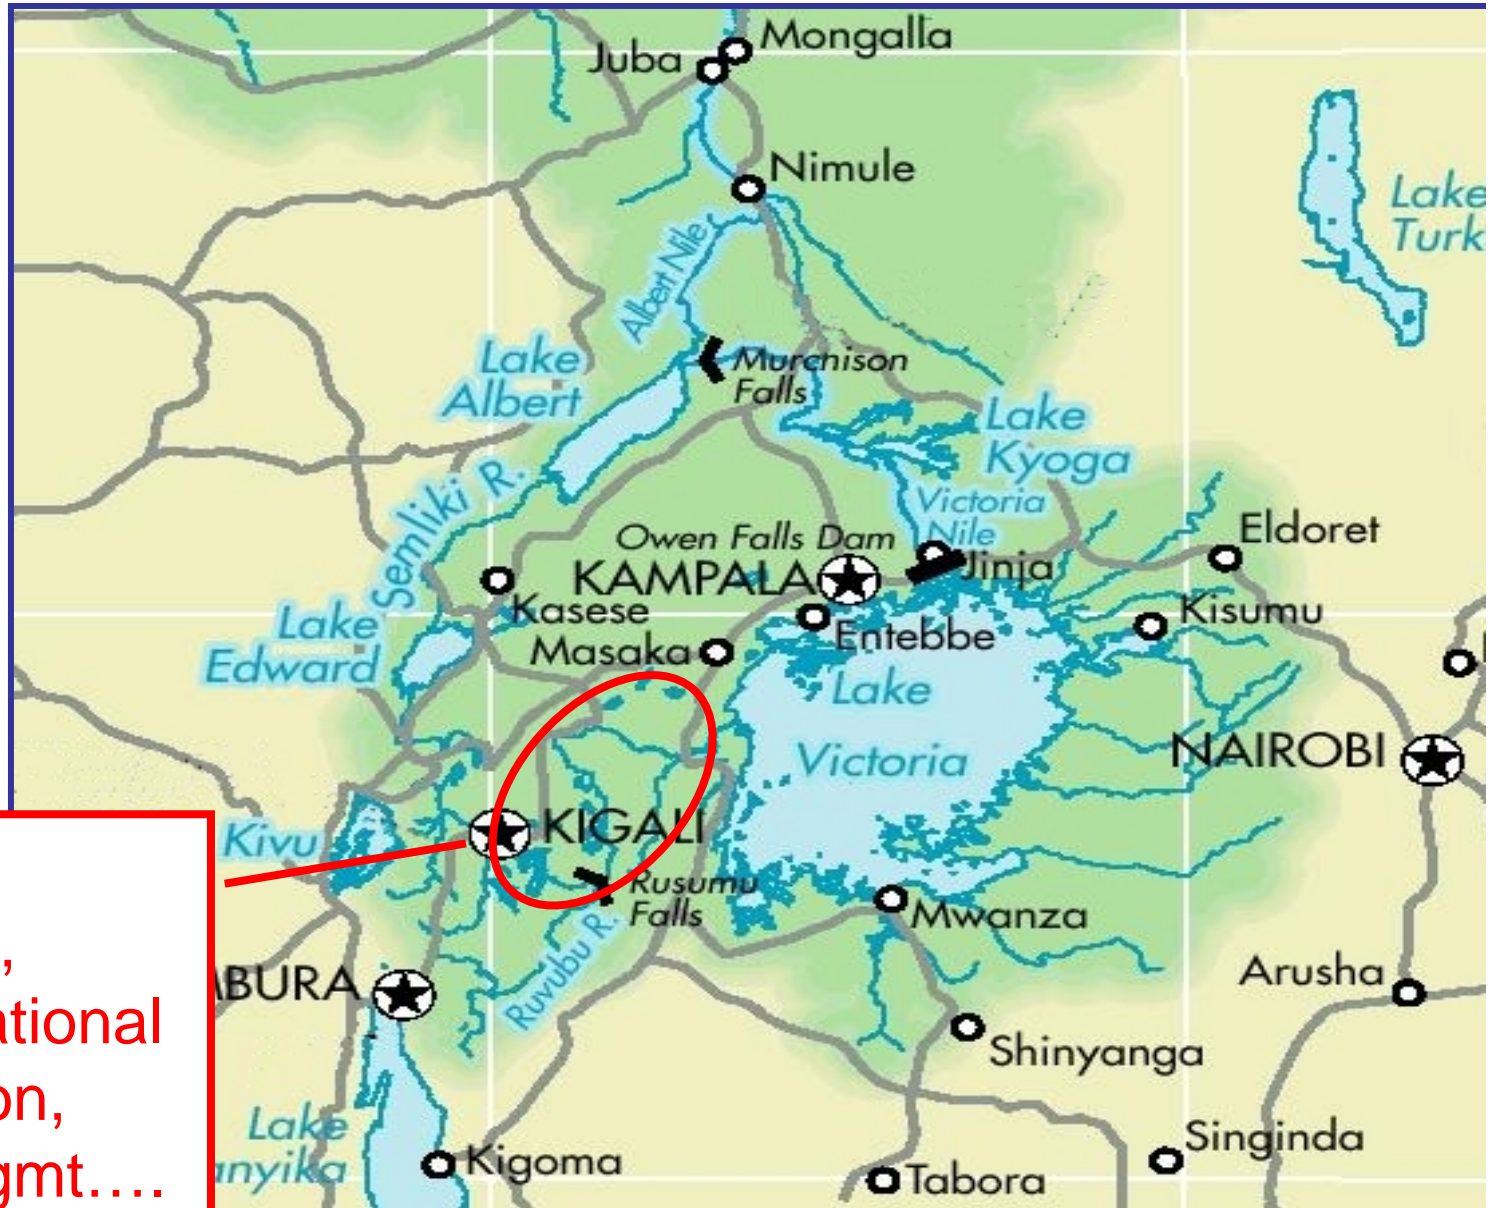 Mongalla
Juba
Nimule
Lake
Turk
Albert Nile
Lake
Albert
Murchison
Falls
Lake
Kyoga
Semliki R.
Victoria
Nile
Owen Falls Dam
Eldoret
KAMPALA
Jinja
Kasese
Kisumu
Lake
Edward
Entebbe
Masaka
Lake
Victoria
NAIROBI
Kivu
KIGALI
Rusumu
Falls
Mwanza
Ruvubu R.
,
ational
on,
gmt....
MBURA
Arusha
Shinyanga
Lake
anyika
Kigoma
Singinda
Tabora